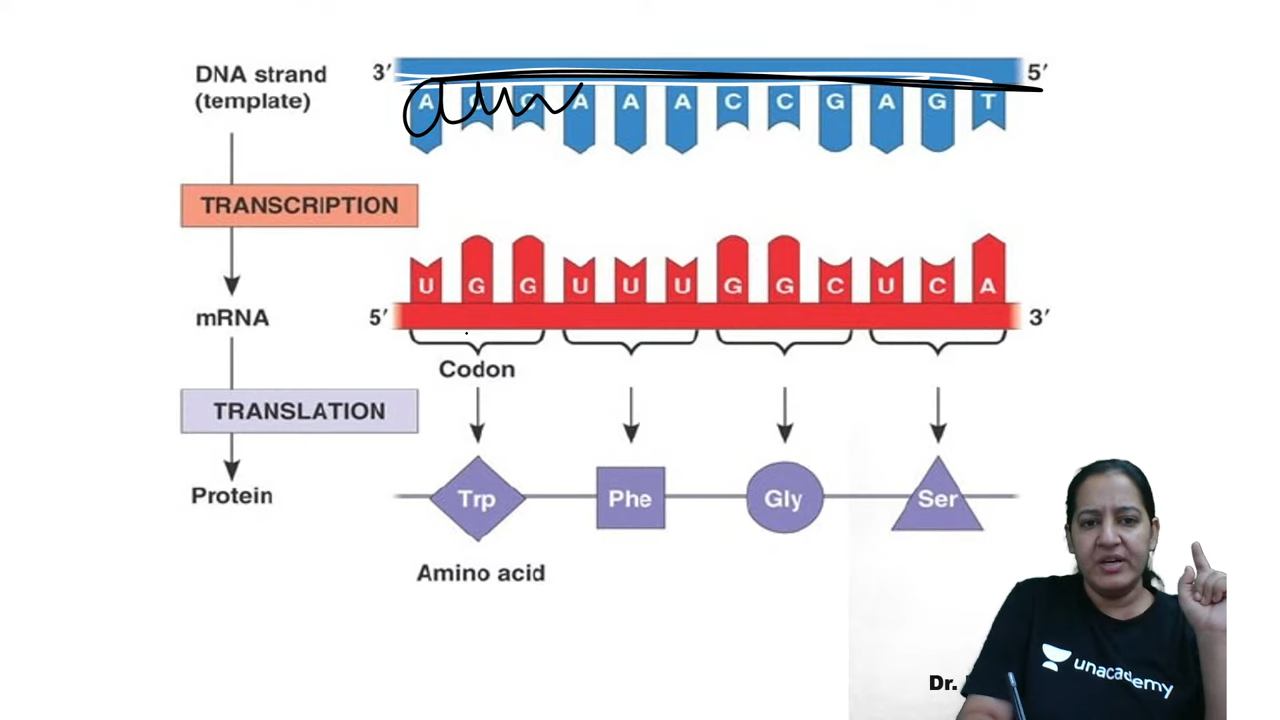 DNA strand
(template)
3′ 5′
A C C A A A C C G A G T
TRANSCRIPTION
U G G U U U G G C U C A
mRNA
5′ 3′
Codon
TRANSLATION
Protein
Trp Phe Gly Ser
Amino acid
unacademy
Dr.